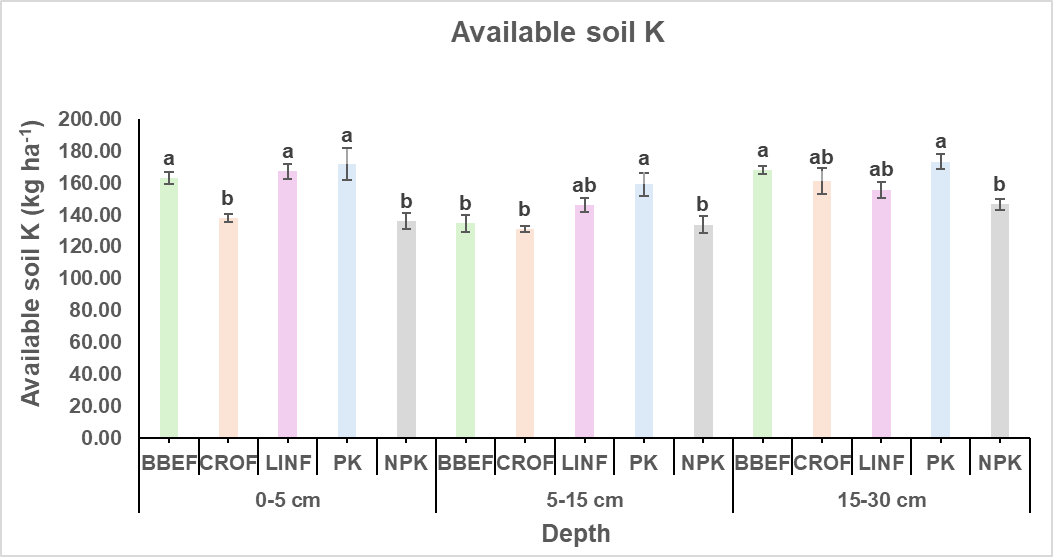 Available soil K
Available soil K (kg ha-1)
200.00
180.00
160.00
140.00
120.00
100.00
80.00
60.00
40.00
20.00
0.00
a b a a b b b ab a b a ab ab a b
BBEF CROF LINF PK NPK BBEF CROF LINF PK NPK BBEF CROF LINF PK NPK
0-5 cm 5-15 cm 15-30 cm
Depth